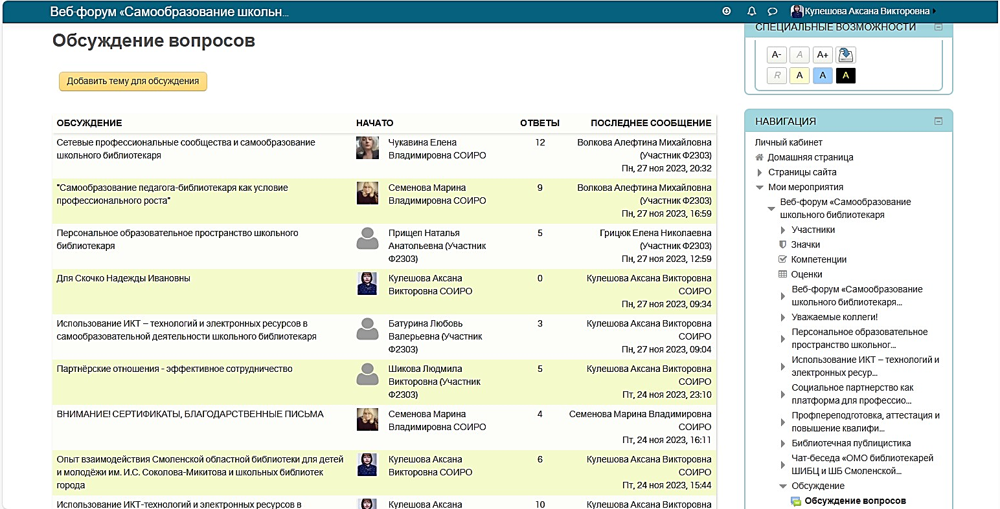 Веб-форум «Самообразование школьн...
Кулешова Аксана Викторовна
Обсуждение вопросов
Добавить тему для обсуждения
ОБСУЖДЕНИЕ НАЧАТО ОТВЕТЫ ПОСЛЕДНЕЕ СООБЩЕНИЕ
Сетевые профессиональные сообщества и самообразование Чукавина Елена 12 Волкова Алефтина Михайловна
школьного библиотекаря Владимировна СОИРО (Участник Ф2303)
Пн, 27 ноя 2023, 20:32
"Самообразование педагога-библиотекаря как условие Семенова Марина 9 Волкова Алефтина Михайловна
профессионального роста" Владимировна СОИРО (Участник Ф2303)
Пн, 27 ноя 2023, 16:59
Персональное образовательное пространство школьного Прищеп Наталья 5 Грицюк Елена Николаевна
библиотекаря Анатольевна (Участник (Участник Ф2303)
Ф2303) Пн, 27 ноя 2023, 12:59
Для Скочко Надежды Ивановны Кулешова Аксана 0 Кулешова Аксана Викторовна
Викторовна СОИРО СОИРО
Пн, 27 ноя 2023, 09:34
Использование ИКТ – технологий и электронных ресурсов в Батурина Любовь 3 Кулешова Аксана Викторовна
самообразовательной деятельности школьного библиотекаря Валерьевна (Участник СОИРО
Ф2303) Пн, 27 ноя 2023, 09:04
Партнёрские отношения - эффективное сотрудничество Шикова Людмила 5 Кулешова Аксана Викторовна
Викторовна (Участник СОИРО
Ф2303) Пт, 24 ноя 2023, 23:10
ВНИМАНИЕ! СЕРТИФИКАТЫ, БЛАГОДАРСТВЕННЫЕ ПИСЬМА Семенова Марина 4 Семенова Марина Владимировна
Владимировна СОИРО СОИРО
Пт, 24 ноя 2023, 16:11
Опыт взаимодействия Смоленской областной библиотеки для детей Кулешова Аксана 6 Кулешова Аксана Викторовна
и молодёжи им. И.С. Соколова-Микитова и школьных библиотек Викторовна СОИРО СОИРО
города Пт, 24 ноя 2023, 15:44
Использование ИКТ-технологий и электронных ресурсов в Кулешова Аксана 10 Кулешова Аксана Викторовна
СПЕЦИАЛЬНЫЕ ВОЗМОЖНОСТИ
A- A A+
R A A A
НАВИГАЦИЯ
Личный кабинет
Домашняя страница
Страницы сайта
Мои мероприятия
Веб-форум «Самообразование
школьного библиотекаря
Участники
Значки
Компетенции
Оценки
Веб-форум «Самообразование
школьного библиотекаря...
Уважаемые коллеги!
Персональное образовательное
пространство школьног...
Использование ИКТ – технологий и
электронных ресур...
Социальное партнерство как
платформа для профессио...
Профпереподготовка, аттестация и
повышение квалифи...
Библиотечная публицистика
Чат-беседа «ОМО библиотекарей
ШИБЦ и ШБ Смоленской...
Обсуждение
Обсуждение вопросов